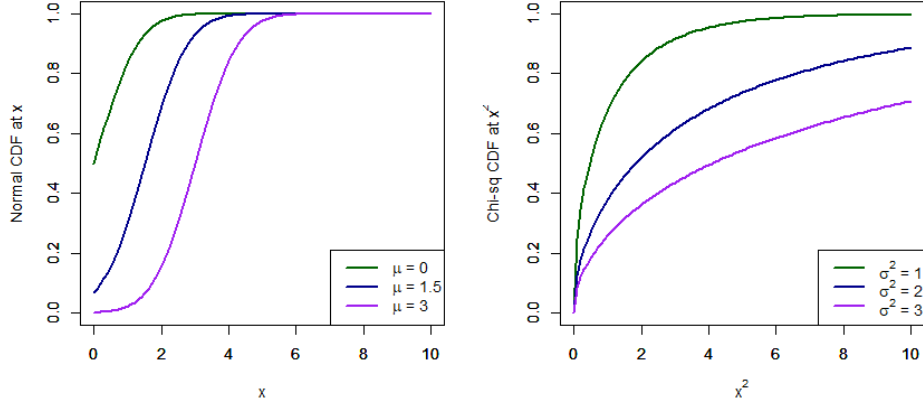 Normal CDF at x
0.0 0.2 0.4 0.6 0.8 1.0
μ = 0
μ = 1.5
μ = 3
0 2 4 6 8 10
x
Chi-sq CDF at x²
0.0 0.2 0.4 0.6 0.8 1.0
σ² = 1
σ² = 2
σ² = 3
0 2 4 6 8 10
x²